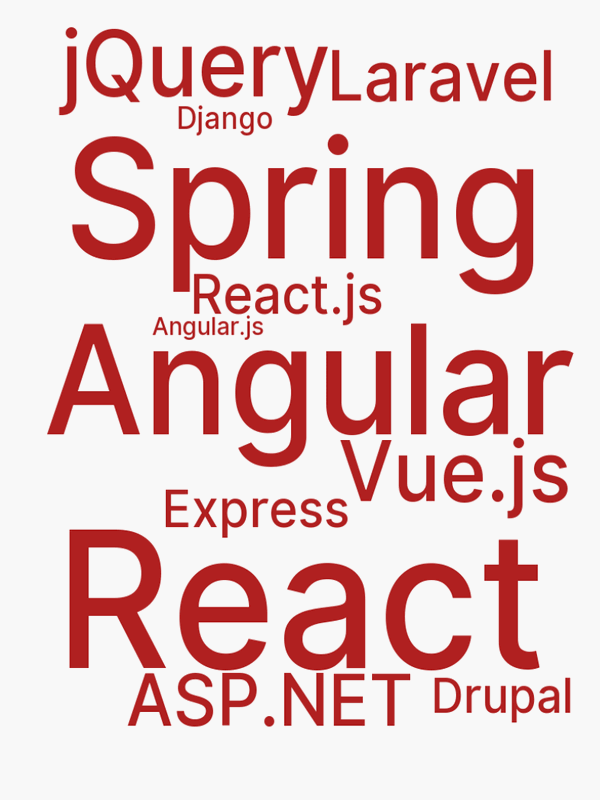 jQuery Laravel
Django
Spring
React.js
Angular.js
Angular
Vue.js
Express
React
ASP.NET Drupal